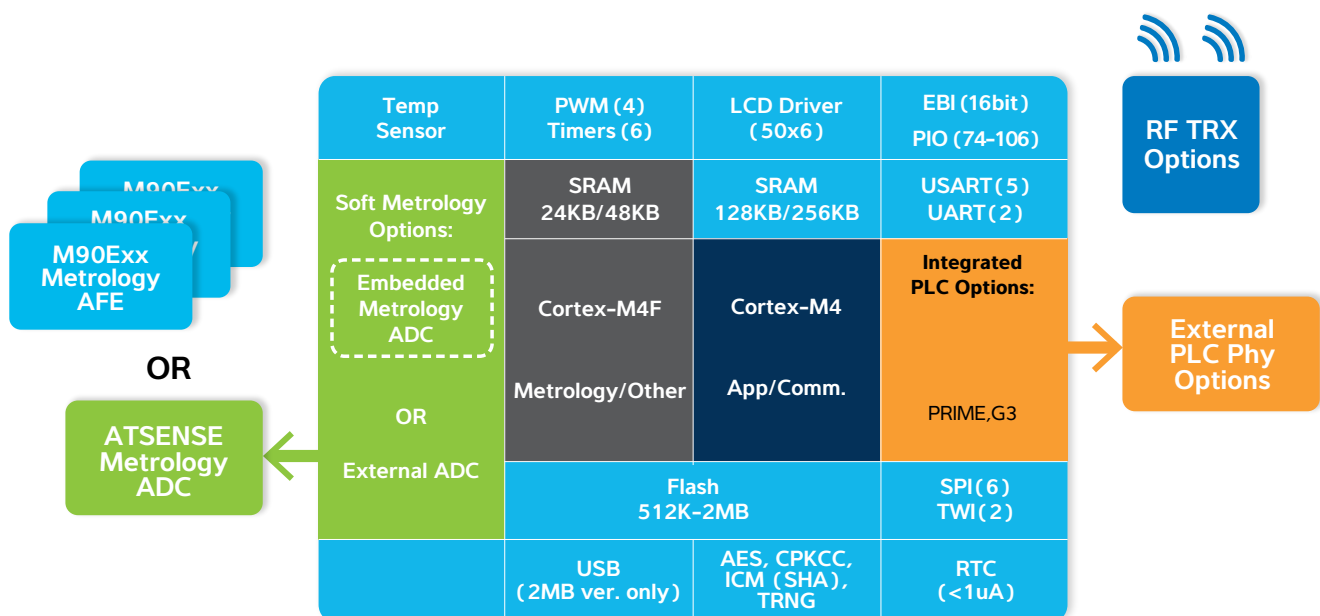 Temp
Sensor
PWM (4)
Timers (6)
LCD Driver
(50x6)
EBI (16bit)
PIO (74-106)
RF TRX
Options
M90Exx
M90Exx
M90Exx
Metrology
AFE
OR
ATSENSE
Metrology
ADC
Soft Metrology
Options:
Embedded
Metrology
ADC
OR
External ADC
SRAM
24KB/48KB
SRAM
128KB/256KB
USART (5)
UART (2)
Cortex-M4F
Metrology/Other
Cortex-M4
App/Comm.
Integrated
PLC Options:
PRIME,G3
External
PLC Phy
Options
Flash
512K-2MB
SPI (6)
TWI (2)
USB
(2MB ver. only)
AES, CPKCC,
ICM (SHA),
TRNG
RTC
(<1uA)